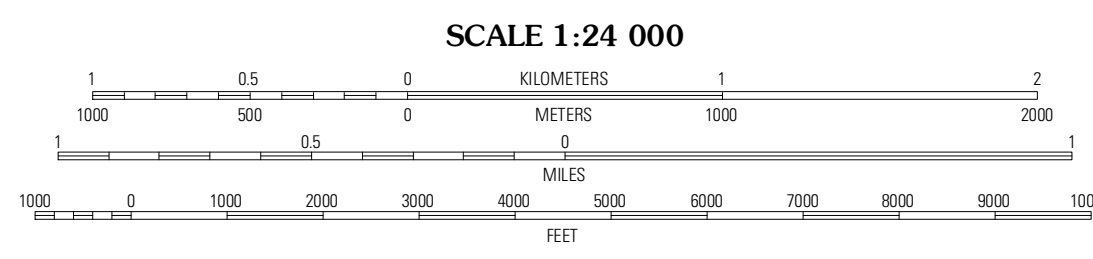 SCALE 1:24 000
1 0.5 0 KILOMETERS 1 2
1000 500 0 METERS 1000 2000
1 0.5 0 1
MILES
1000 0 1000 2000 3000 4000 5000 6000 7000 8000 9000 100
FEET